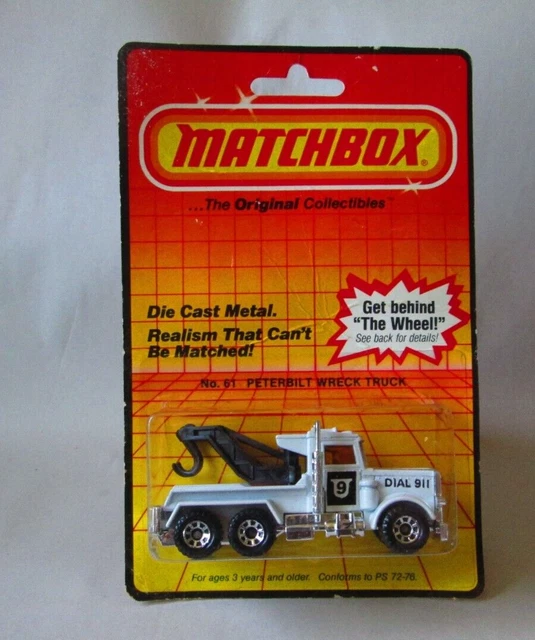 MATCHBOX®
...The Original Collectibles™
Die Cast Metal.
Realism That Can't
Be Matched!
Get behind
"The Wheel!"
See back for details!
No. 61 PETERBILT WRECK TRUCK
9
DIAL 911
For ages 3 years and older. Conforms to PS 72-76.